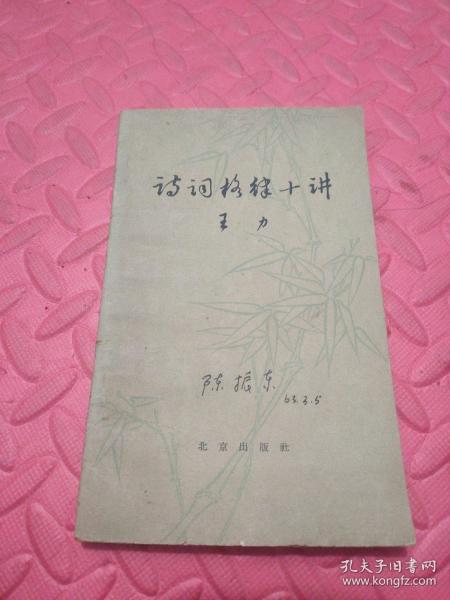 诗词格律十讲
王力
陈振东
65.3.5
北京出版社
孔夫子旧书网
www.kongfz.com